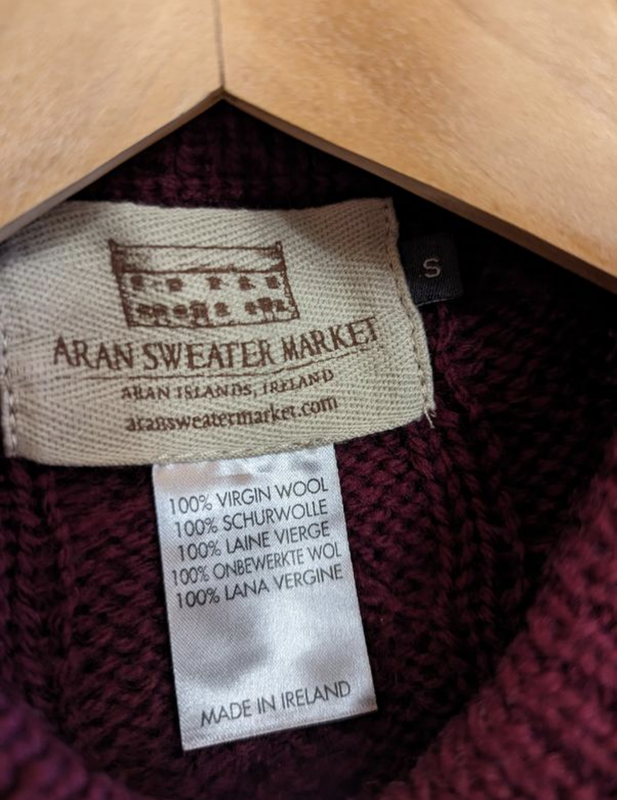 S
ARAN SWEATER MARKET
ARAN ISLANDS, IRELAND
aransweatermarket.com
100% VIRGIN WOOL
100% SCHURWOLLE
100% LAINE VIERGE
100% ONBEWERKTE WOL
100% LANA VERGINE
MADE IN IRELAND